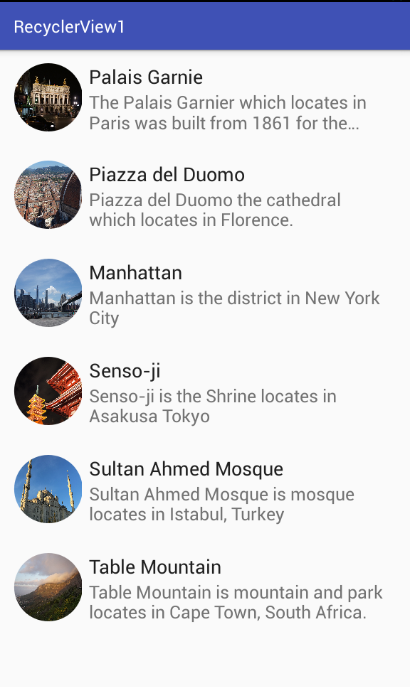 RecyclerView1
Palais Garnie
The Palais Garnier which locates in
Paris was built from 1861 for the...
Piazza del Duomo
Piazza del Duomo the cathedral
which locates in Florence.
Manhattan
Manhattan is the district in New York
City
Senso-ji
Senso-ji is the Shrine locates in
Asakusa Tokyo
Sultan Ahmed Mosque
Sultan Ahmed Mosque is mosque
locates in Istabul, Turkey
Table Mountain
Table Mountain is mountain and park
locates in Cape Town, South Africa.